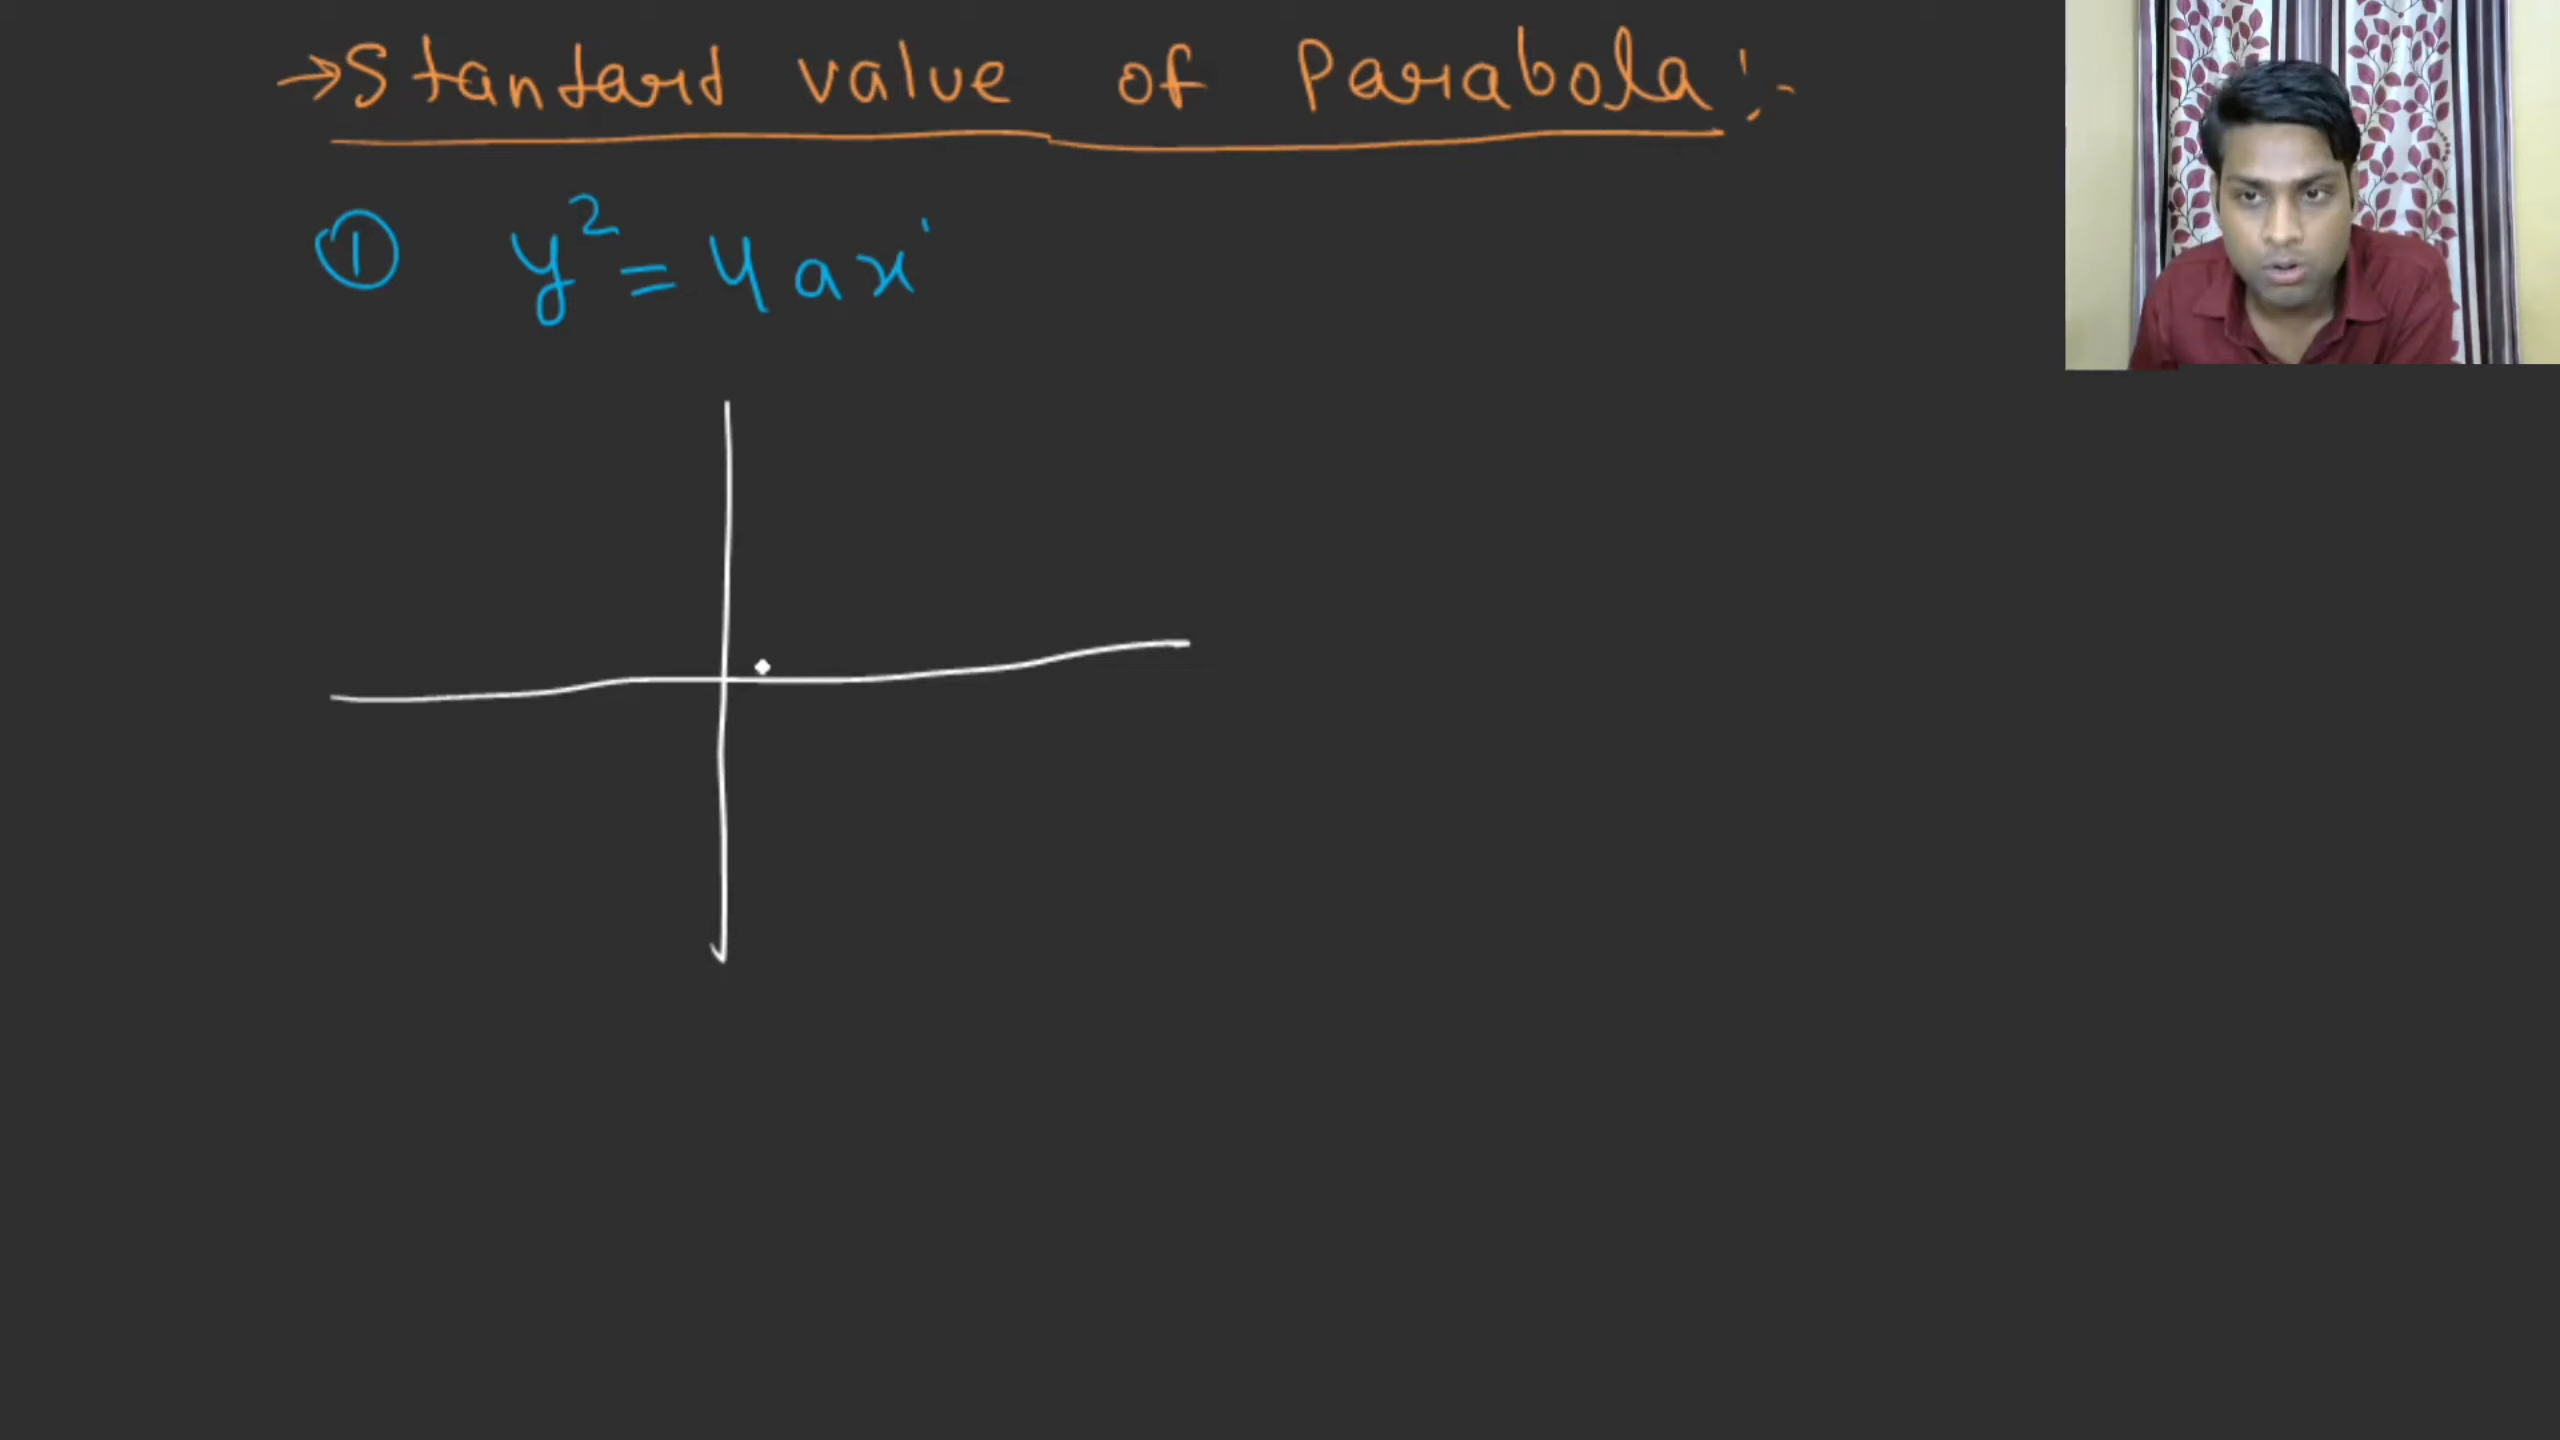 →Standard value of Parabola :-
① y² = 4ax